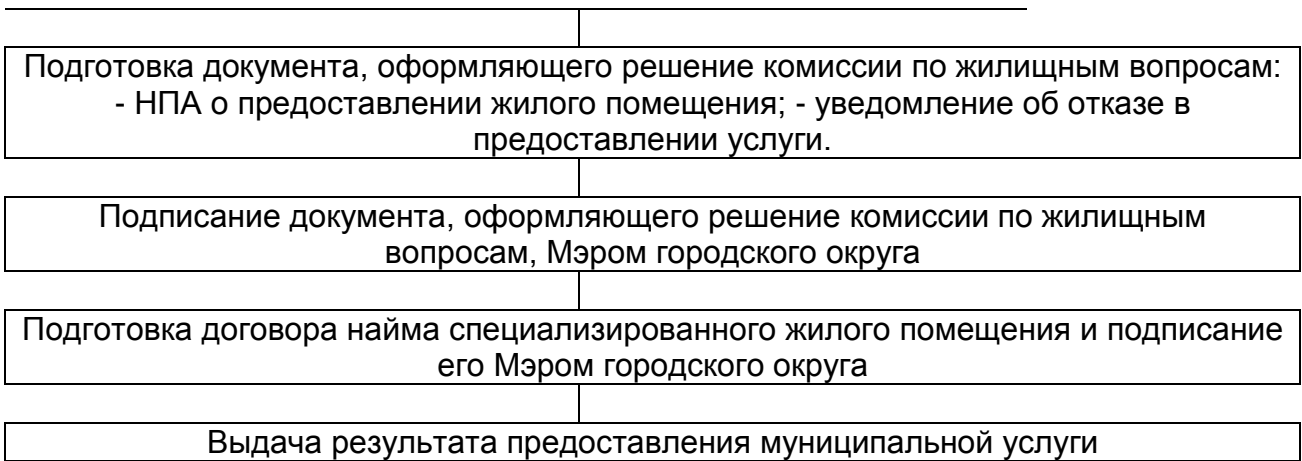 Подготовка документа, оформляющего решение комиссии по жилищным вопросам:
- НПА о предоставлении жилого помещения; - уведомление об отказе в
предоставлении услуги.
Подписание документа, оформляющего решение комиссии по жилищным
вопросам, Мэром городского округа
Подготовка договора найма специализированного жилого помещения и подписание
его Мэром городского округа
Выдача результата предоставления муниципальной услуги